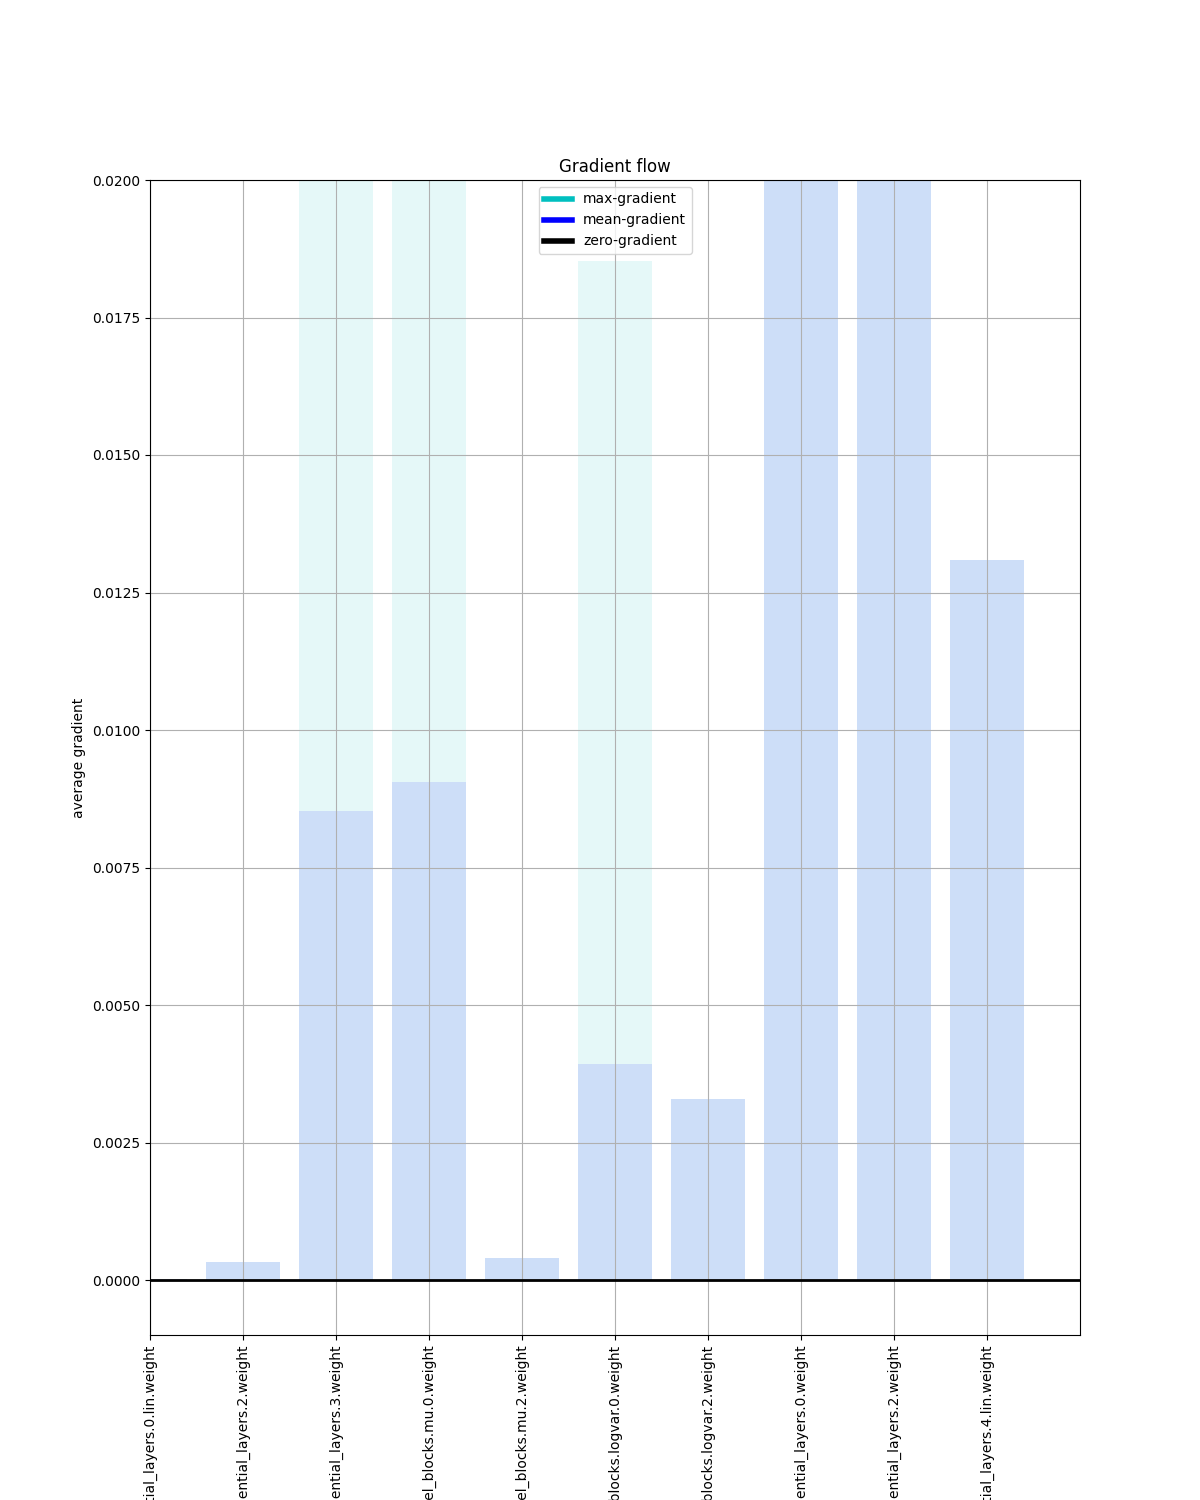 Gradient flow
max-gradient
mean-gradient
zero-gradient
0.0200
0.0175
0.0150
0.0125
0.0100
0.0075
0.0050
0.0025
0.0000
average gradient
tial_layers.0.lin.weight
ential_layers.2.weight
ential_layers.3.weight
el_blocks.mu.0.weight
el_blocks.mu.2.weight
blocks.logvar.0.weight
blocks.logvar.2.weight
ential_layers.0.weight
ential_layers.2.weight
tial_layers.4.lin.weight